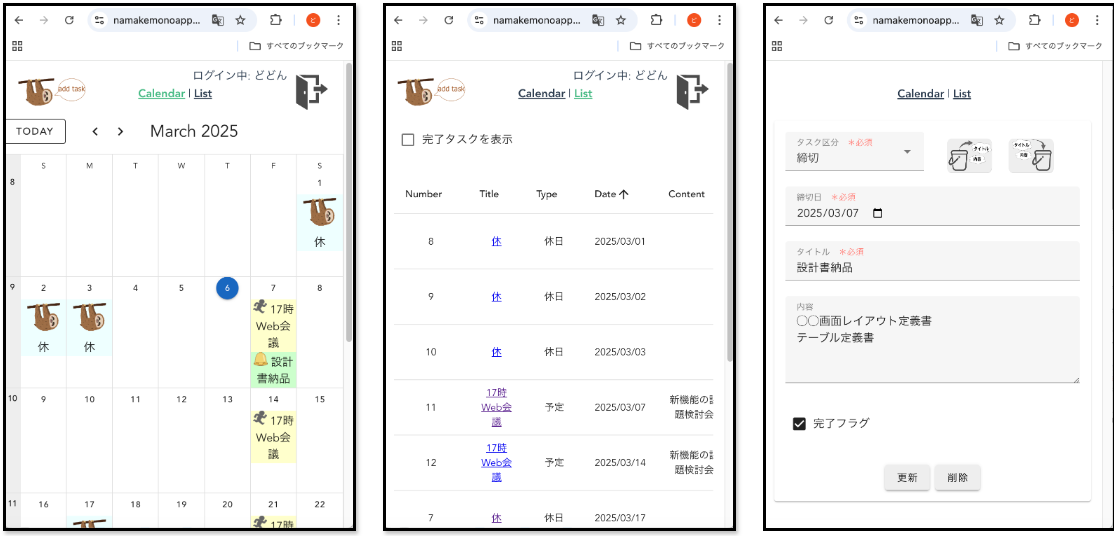 namakemonoapp...
ど
すべてのブックマーク
ログイン中: どどん
add task
Calendar | List
TODAY
March 2025
S M T W T F S
8
1
休
9 2 3 4 5 6 7 8
休 休
17時
Web会
議
設計
書納品
10 9 10 11 12 13 14 15
17時
Web会
議
11 16 17 18 19 20 21 22
17時
namakemonoapp...
ど
すべてのブックマーク
ログイン中: どどん
add task
Calendar | List
完了タスクを表示
Number Title Type Date Content
8 休 休日 2025/03/01
9 休 休日 2025/03/02
10 休 休日 2025/03/03
11 17時 Web会 議 予定 2025/03/07 新機能の 題検討会
12 17時 Web会 議 予定 2025/03/14 新機能の 題検討会
7 休 休日 2025/03/17
namakemonoapp...
ど
すべてのブックマーク
Calendar | List
タスク区分 ＊必須
締切
タイトル
内容
タイトル
内容
締切日 ＊必須
2025/03/07
タイトル ＊必須
設計書納品
内容
〇〇画面レイアウト定義書
テーブル定義書
完了フラグ
更新 削除